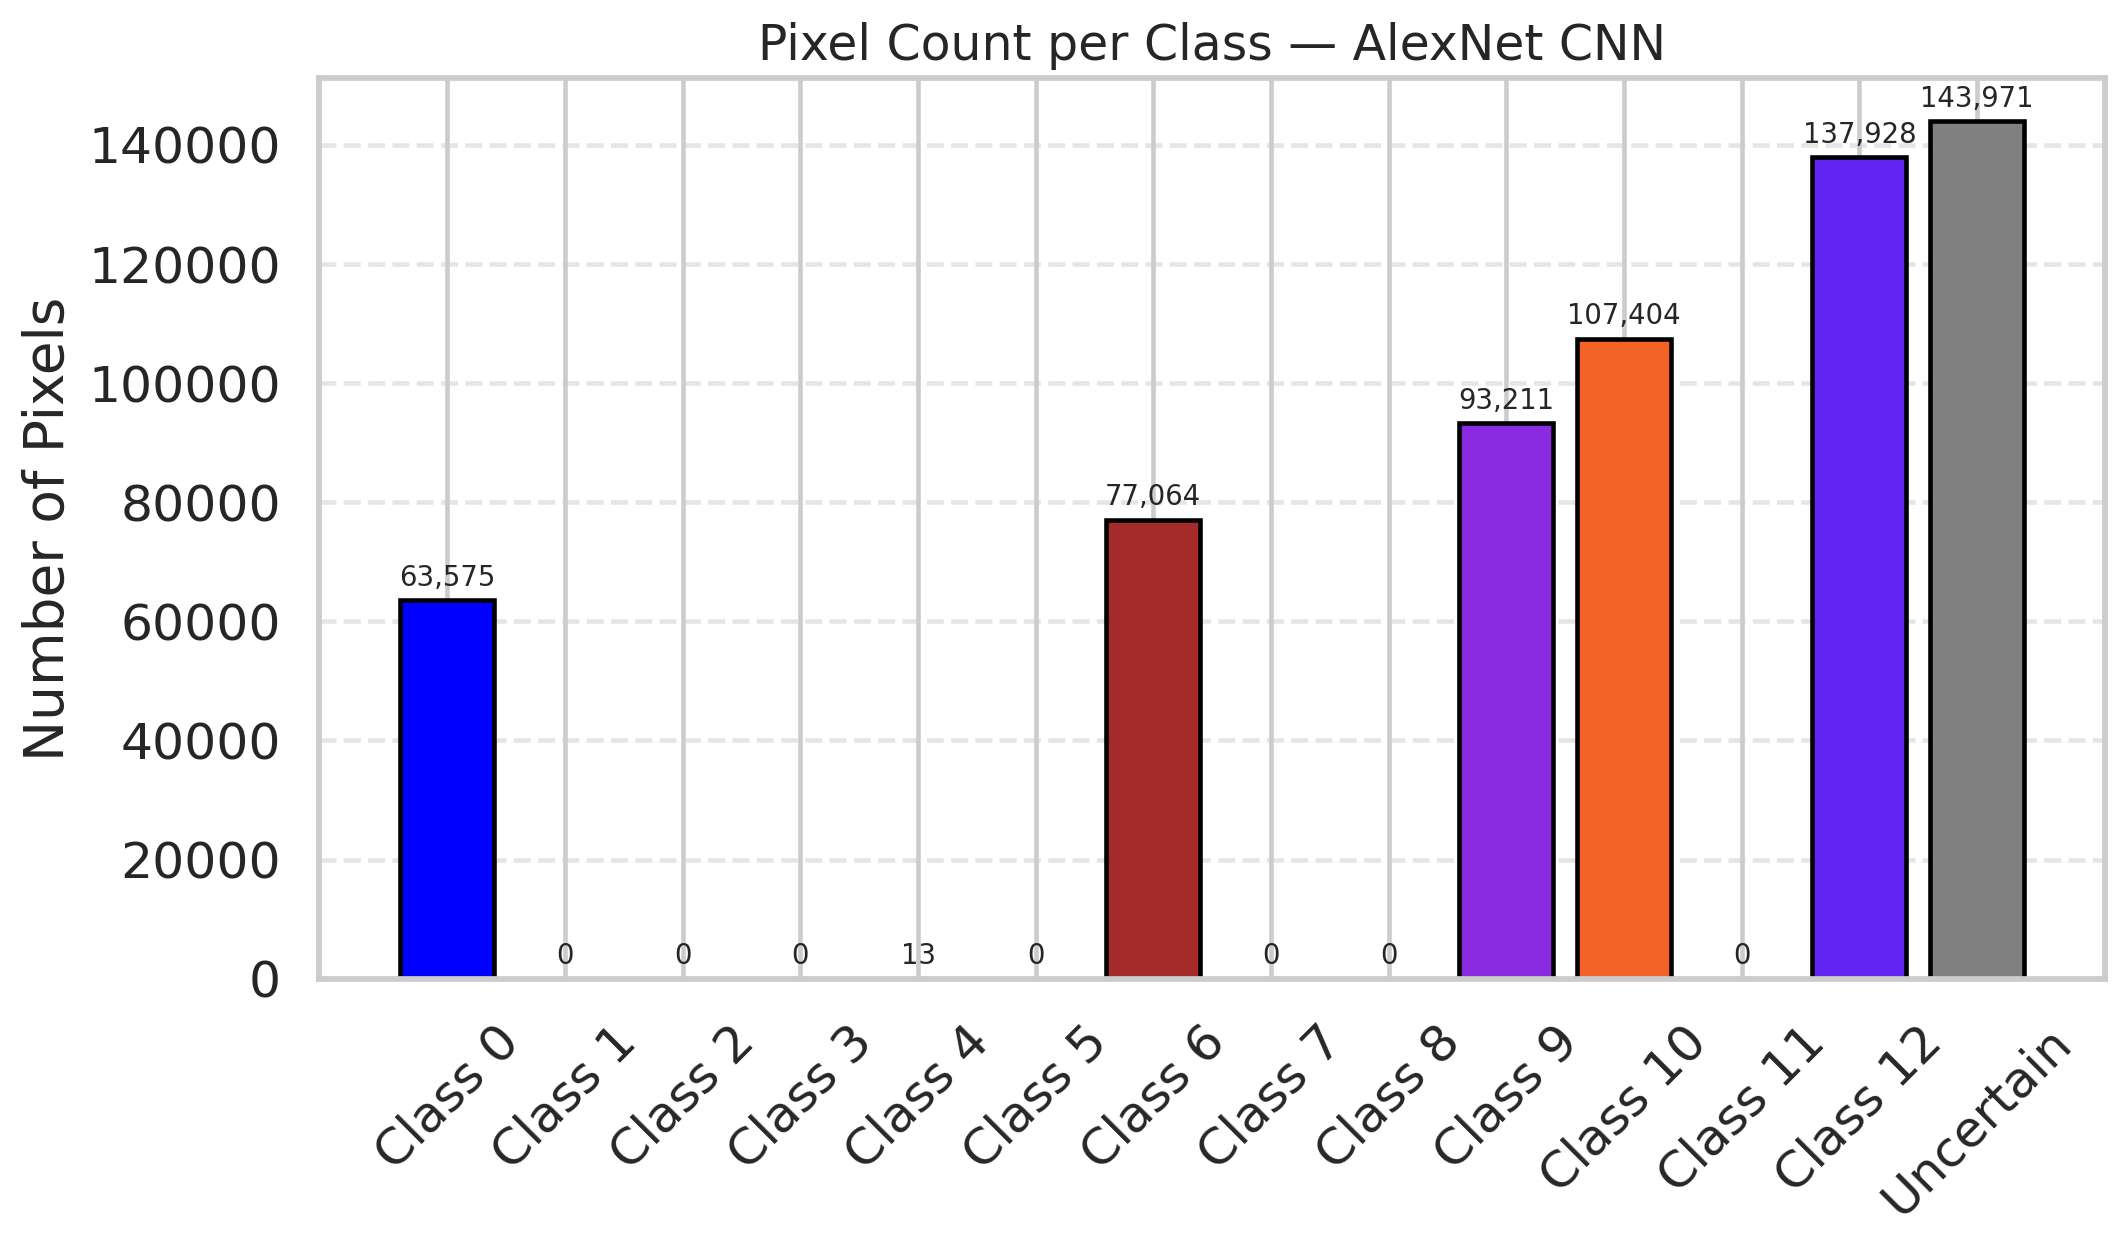 Pixel Count per Class — AlexNet CNN
Number of Pixels
140000
120000
100000
80000
60000
40000
20000
0
63,575
0
0
0
13
0
77,064
0
0
93,211
107,404
0
137,928
143,971
Class 0
Class 1
Class 2
Class 3
Class 4
Class 5
Class 6
Class 7
Class 8
Class 9
Class 10
Class 11
Class 12
Uncertain